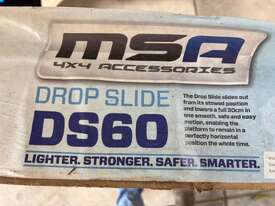 MSA
4X4 ACCESSORIES
DROP SLIDE
DS60
The Drop Slide slides out
from its stowed position
and lowers a full 30cm in
one smooth, safe and easy
motion, enabling the
platform to remain in a
perfectly horizontal
position the whole time.
LIGHTER. STRONGER. SAFER. SMARTER.